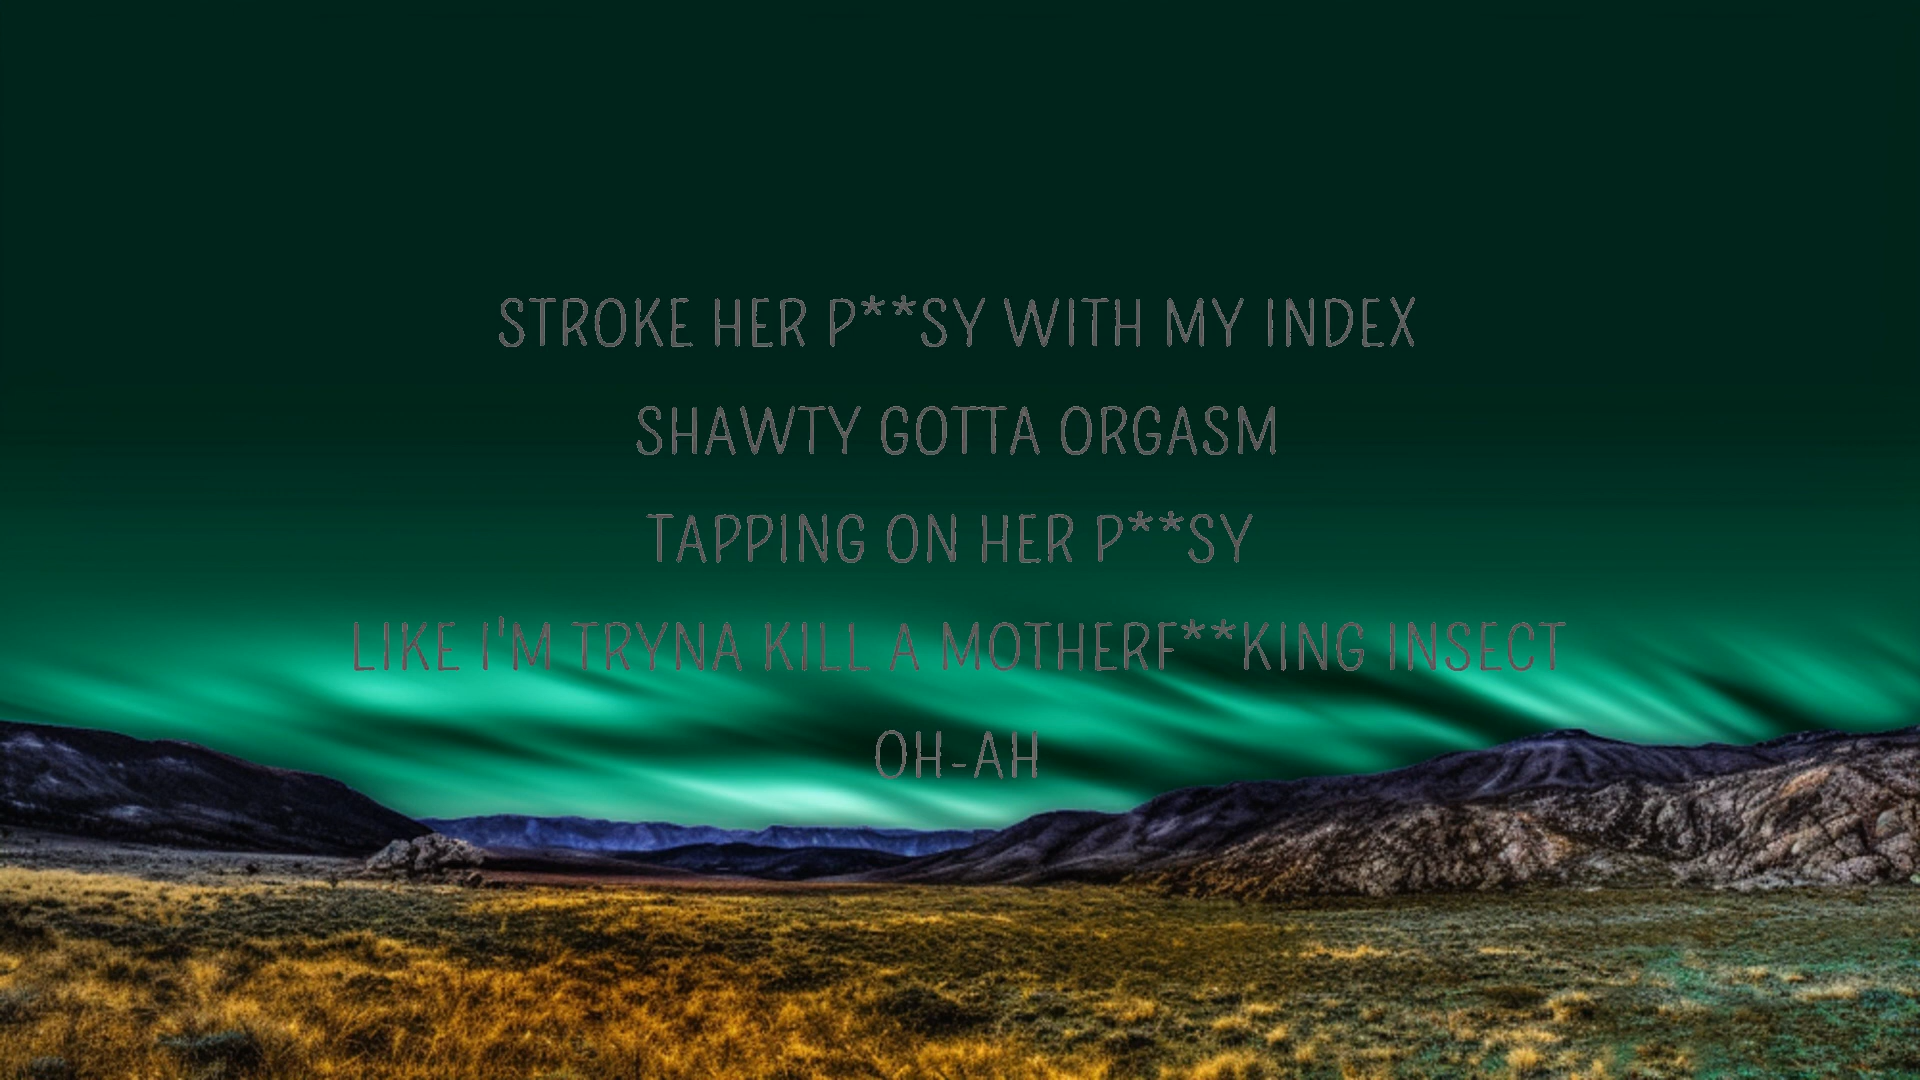 STROKE HER P**SY WITH MY INDEX
SHAWTY GOTTA ORGASM
TAPPING ON HER P**SY
LIKE I'M TRYNA KILL A MOTHERF**KING INSECT
OH-AH